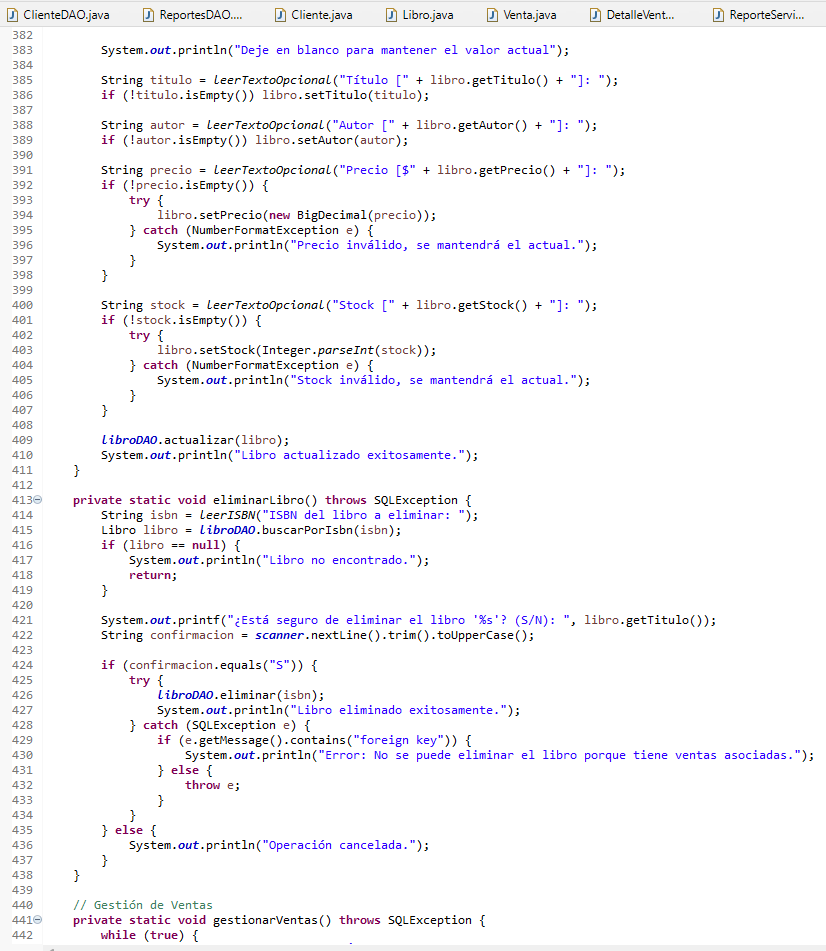 ClienteDAO.java ReportesDAO.... Cliente.java Libro.java Venta.java DetalleVent... ReporteServi...
382
383 System.out.println("Deje en blanco para mantener el valor actual");
384
385 String titulo = leerTextoOpcional("Título [" + libro.getTitulo() + "]: ");
386 if (!titulo.isEmpty()) libro.setTitulo(titulo);
387
388 String autor = leerTextoOpcional("Autor [" + libro.getAutor() + "]: ");
389 if (!autor.isEmpty()) libro.setAutor(autor);
390
391 String precio = leerTextoOpcional("Precio [$" + libro.getPrecio() + "]: ");
392 if (!precio.isEmpty()) {
393 try {
394 libro.setPrecio(new BigDecimal(precio));
395 } catch (NumberFormatException e) {
396 System.out.println("Precio inválido, se mantendrá el actual.");
397 }
398 }
399
400 String stock = leerTextoOpcional("Stock [" + libro.getStock() + "]: ");
401 if (!stock.isEmpty()) {
402 try {
403 libro.setStock(Integer.parseInt(stock));
404 } catch (NumberFormatException e) {
405 System.out.println("Stock inválido, se mantendrá el actual.");
406 }
407 }
408
409 libroDAO.actualizar(libro);
410 System.out.println("Libro actualizado exitosamente.");
411 }
412
413 private static void eliminarLibro() throws SQLException {
414 String isbn = leerISBN("ISBN del libro a eliminar: ");
415 Libro libro = libroDAO.buscarPorIsbn(isbn);
416 if (libro == null) {
417 System.out.println("Libro no encontrado.");
418 return;
419 }
420
421 System.out.printf("¿Está seguro de eliminar el libro '%s'? (S/N): ", libro.getTitulo());
422 String confirmacion = scanner.nextLine().trim().toUpperCase();
423
424 if (confirmacion.equals("S")) {
425 try {
426 libroDAO.eliminar(isbn);
427 System.out.println("Libro eliminado exitosamente.");
428 } catch (SQLException e) {
429 if (e.getMessage().contains("foreign key")) {
430 System.out.println("Error: No se puede eliminar el libro porque tiene ventas asociadas.");
431 } else {
432 throw e;
433 }
434 }
435 } else {
436 System.out.println("Operación cancelada.");
437 }
438 }
439
440 // Gestión de Ventas
441 private static void gestionarVentas() throws SQLException {
442 while (true) {